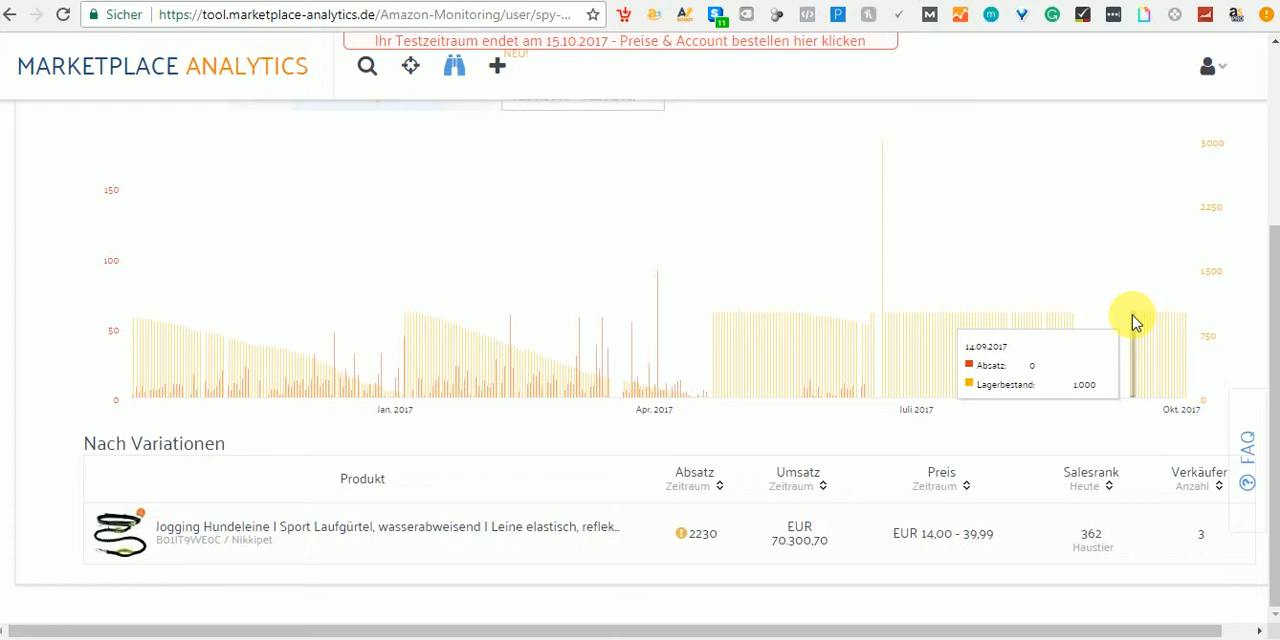 Sicher
https://tool.marketplace-analytics.de/Amazon-Monitoring/user/spy-...
11
Ihr Testzeitraum endet am 15.10.2017 - Preise & Account bestellen hier klicken
MARKETPLACE ANALYTICS
NEU!
3.000
150
2.250
100
1.500
50
750
14.09.2017
Absatz: 0
Lagerbestand: 1.000
0
0
Jan. 2017
Apr. 2017
Juli 2017
Okt. 2017
FAQ
Nach Variationen
Produkt
Absatz
Zeitraum
Umsatz
Zeitraum
Preis
Zeitraum
Salesrank
Heute
Verkäufer
Anzahl
Jogging Hundeleine I Sport Laufgürtel, wasserabweisend I Leine elastisch, reflek...
B01IT9WE0C / Nikkipet
2230
EUR
70.300,70
EUR 14,00 - 39,99
362
Haustier
3